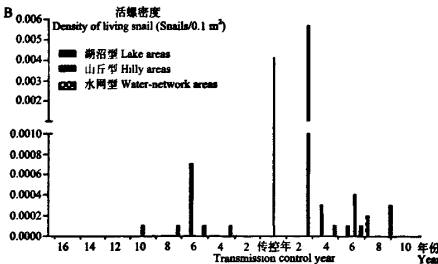 B
活螺密度
Density of living snail (Snails/0.1 m²)
0.006
0.005
0.004
0.003
0.002
0.0010
0.0008
0.0006
0.0004
0.0002
0.0000
湖沼型 Lake areas
山丘型 Hilly areas
水网型 Water-network areas
16 14 12 10 8 6 4 2 传控年 2 4 6 8 10 年份
Transmission control year Year